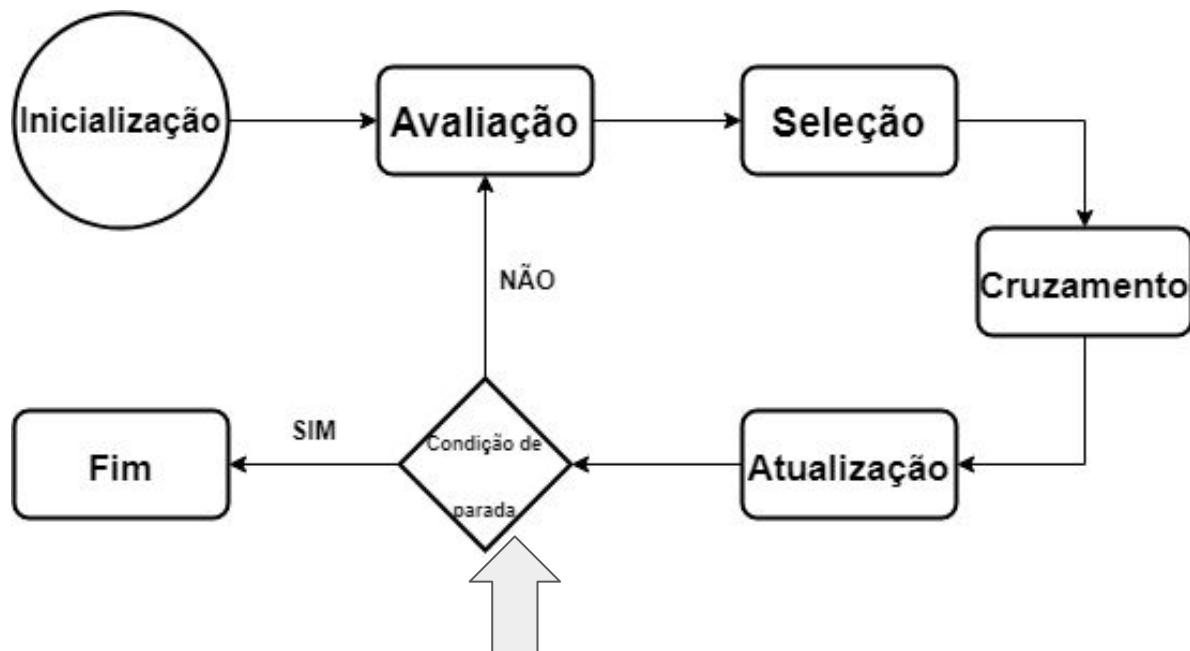 Inicialização
Avaliação
Seleção
Cruzamento
NÃO
SIM
Condição de
parada
Atualização
Fim